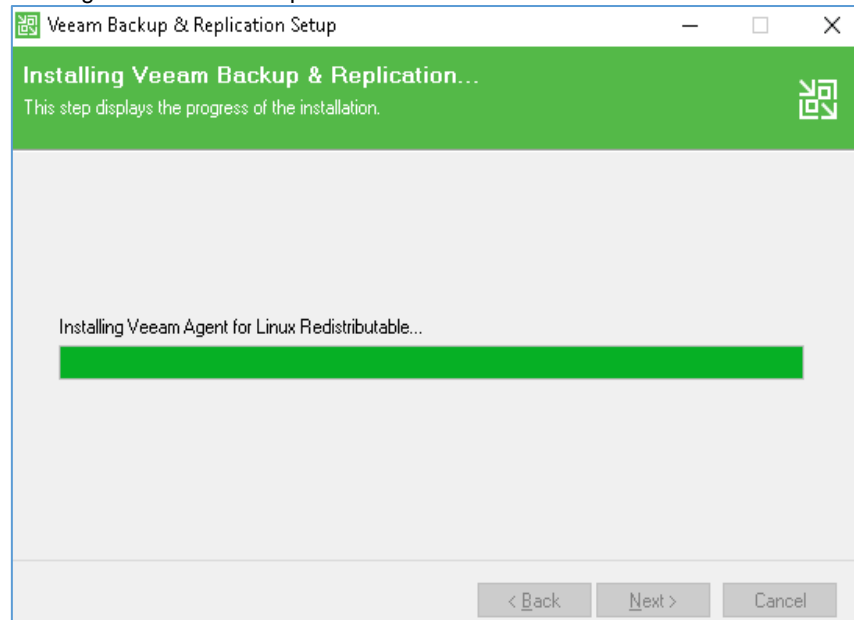 Veeam Backup & Replication Setup
Installing Veeam Backup & Replication...
This step displays the progress of the installation.
Installing Veeam Agent for Linux Redistributable...
< Back Next > Cancel